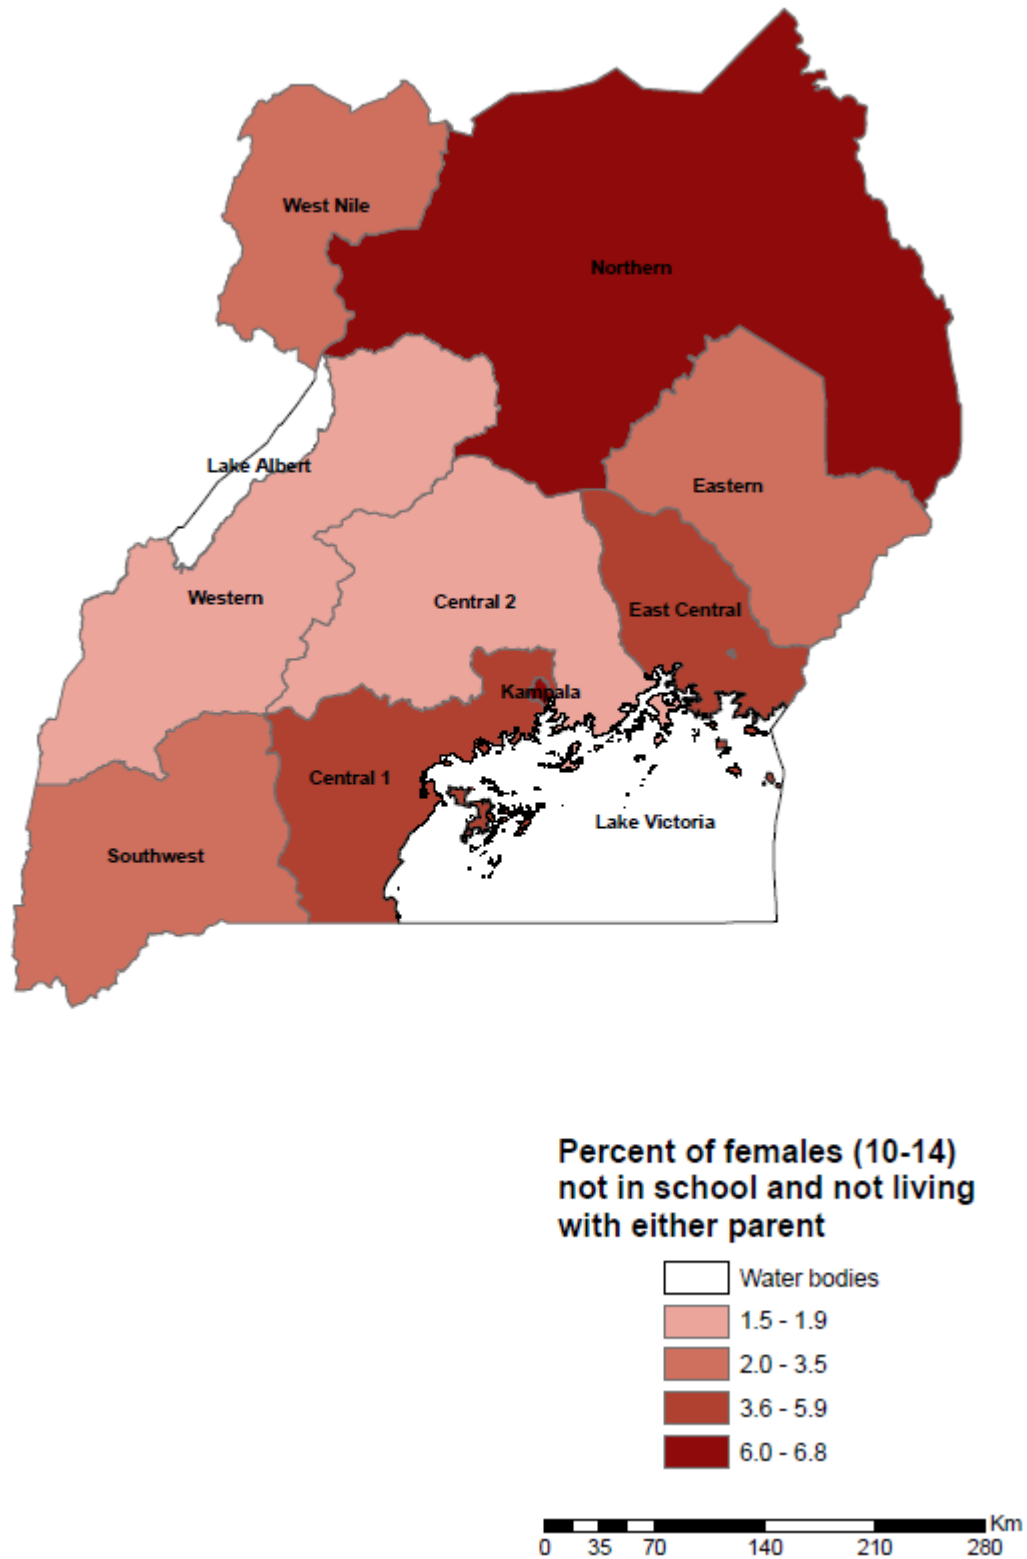 West Nile
Northern
Lake Albert
Eastern
Western
Central 2
East Central
Kampala
Central 1
Lake Victoria
Southwest
Percent of females (10-14)
not in school and not living
with either parent
Water bodies
1.5 - 1.9
2.0 - 3.5
3.6 - 5.9
6.0 - 6.8
Km
0 35 70 140 210 280